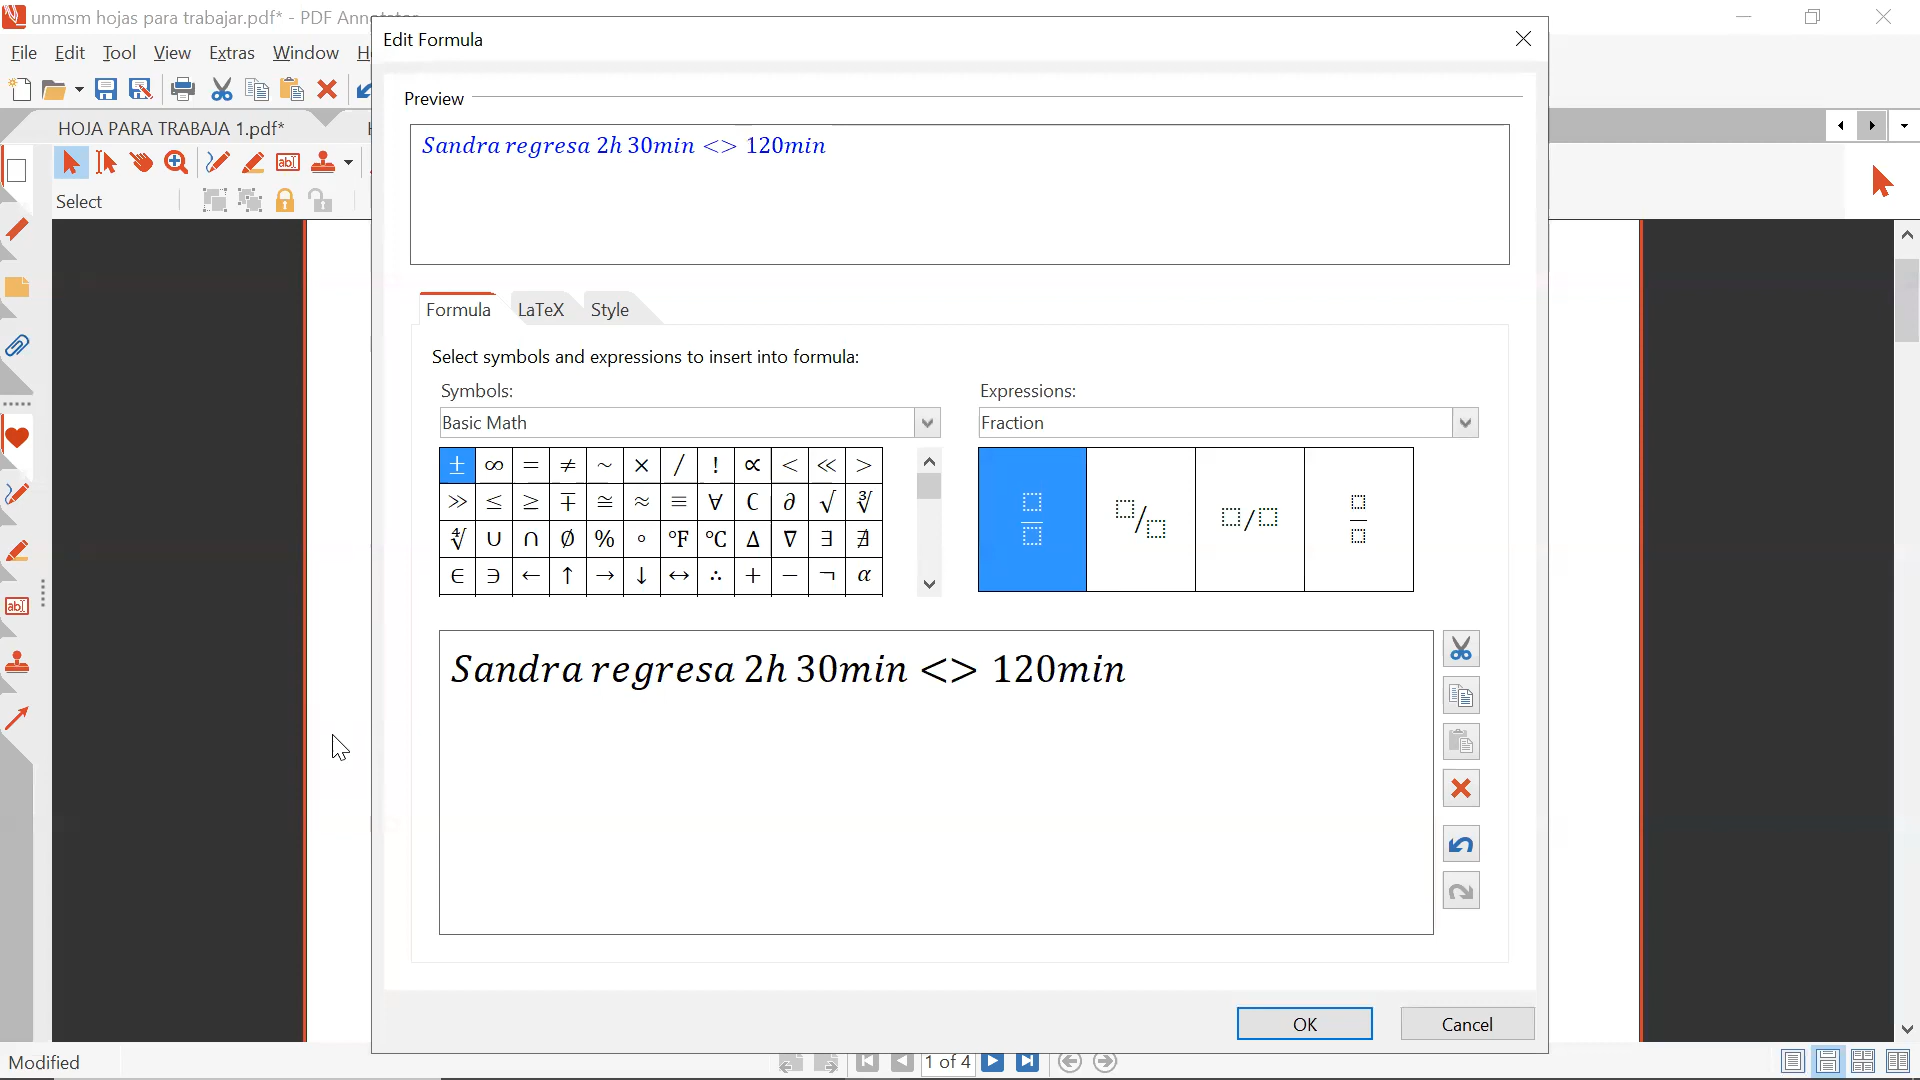 unmsm hojas para trabajar.pdf* - PDF Annotator
Edit Formula
File Edit Tool View Extras Window
Preview
HOJA PARA TRABAJA 1.pdf*
Sandra regresa 2h 30min <> 120min
Select
Formula LaTeX Style
Select symbols and expressions to insert into formula:
Symbols: Expressions:
Basic Math Fraction
± ∞ = ≠ ~ × / ! ∝ < ≪ >
≫ ≤ ≥ ∓ ≅ ≈ ≡ ∀ C ∂ √ ∛
∜ ∪ ∩ ∅ % ° °F °C ∆ ∇ ∃ ∄
∈ ∋ ← ↑ → ↓ ↔ ∴ + − ¬ α
Sandra regresa 2h 30min <> 120min
OK Cancel
Modified 1 of 4